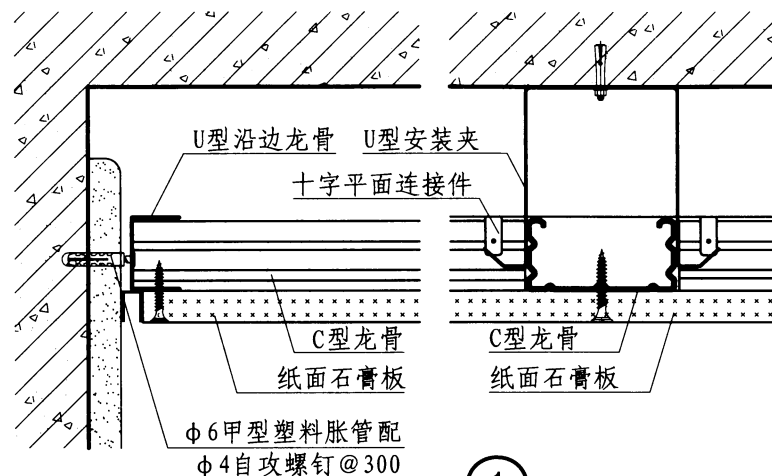 U型沿边龙骨 U型安装夹
十字平面连接件
C型龙骨 C型龙骨
纸面石膏板 纸面石膏板
φ6甲型塑料胀管配
φ4自攻螺钉@300